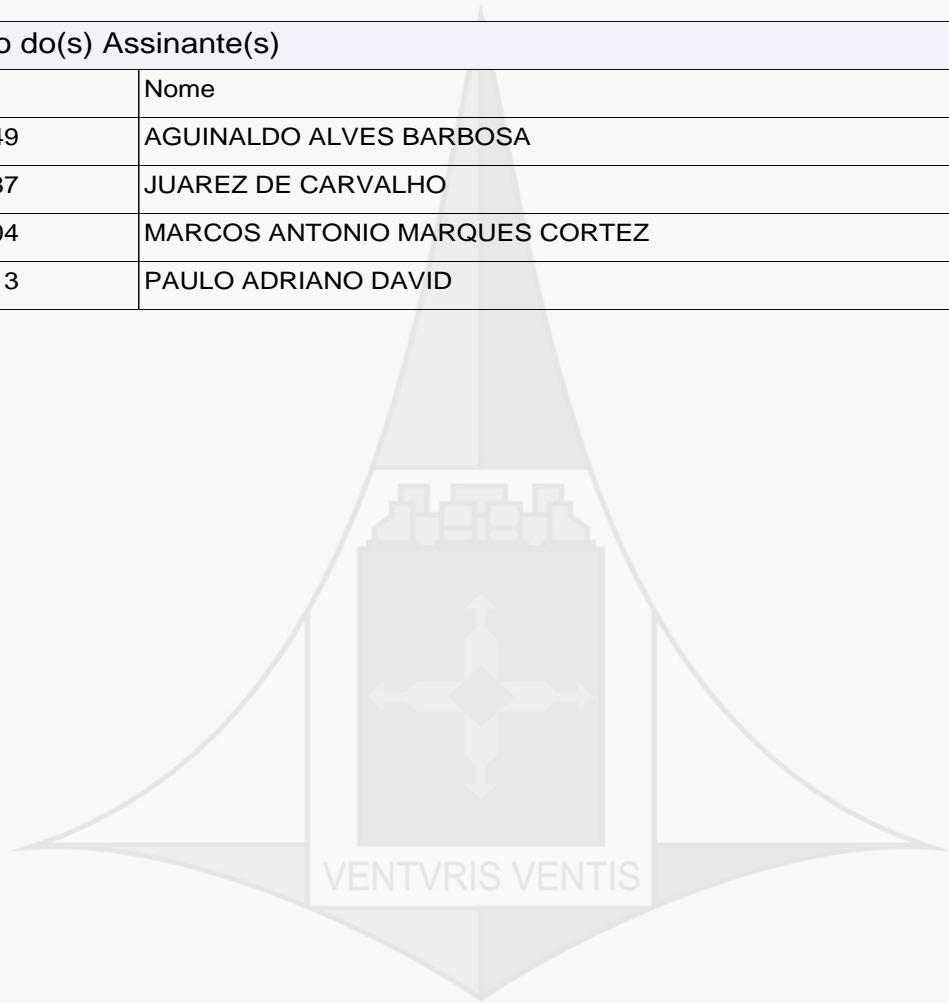 o do(s) Assinante(s)
Nome
49 AGUINALDO ALVES BARBOSA
37 JUAREZ DE CARVALHO
04 MARCOS ANTONIO MARQUES CORTEZ
3 PAULO ADRIANO DAVID
VENTVRIS VENTIS